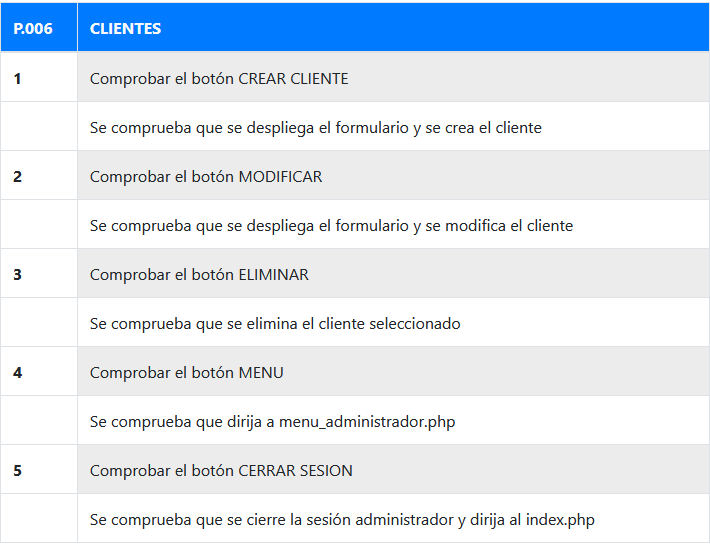 P.006 CLIENTES
1 Comprobar el botón CREAR CLIENTE
Se comprueba que se despliega el formulario y se crea el cliente
2 Comprobar el botón MODIFICAR
Se comprueba que se despliega el formulario y se modifica el cliente
3 Comprobar el botón ELIMINAR
Se comprueba que se elimina el cliente seleccionado
4 Comprobar el botón MENU
Se comprueba que dirija a menu_administrador.php
5 Comprobar el botón CERRAR SESION
Se comprueba que se cierre la sesión administrador y dirija al index.php